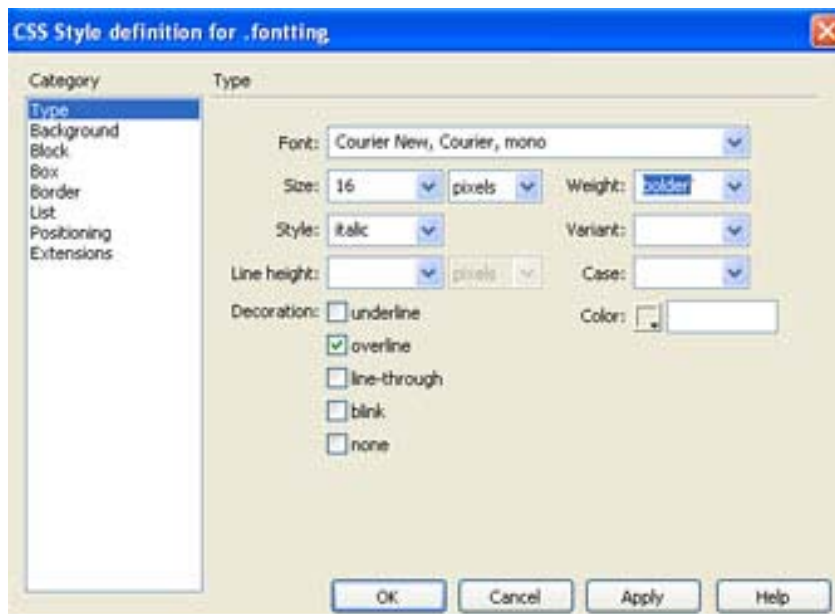 CSS Style definition for .fontting
Category
Type
Type
Background
Block
Box
Border
List
Positioning
Extensions
Font: Courier New, Courier, mono
Size: 16 pixels Weight: bolder
Style: italic Variant:
Line height: pixels Case:
Decoration: underline Color:
overline
line-through
blink
none
OK Cancel Apply Help